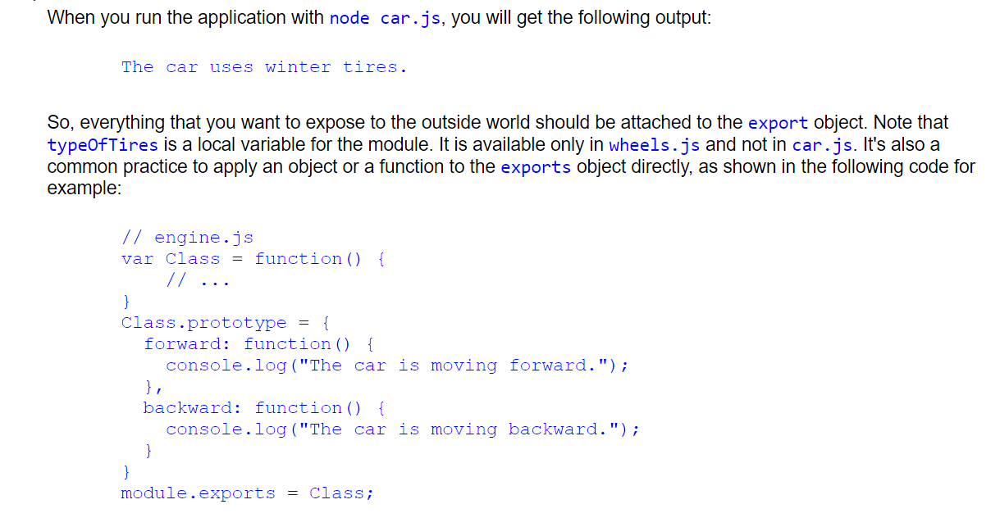 When you run the application with node car.js, you will get the following output:
The car uses winter tires.
So, everything that you want to expose to the outside world should be attached to the export object. Note that
typeOfTires is a local variable for the module. It is available only in wheels.js and not in car.js. It's also a
common practice to apply an object or a function to the exports object directly, as shown in the following code for
example:
// engine.js
var Class = function() {
    // ...
}
Class.prototype = {
  forward: function() {
    console.log("The car is moving forward.");
  },
  backward: function() {
    console.log("The car is moving backward.");
  }
}
module.exports = Class;